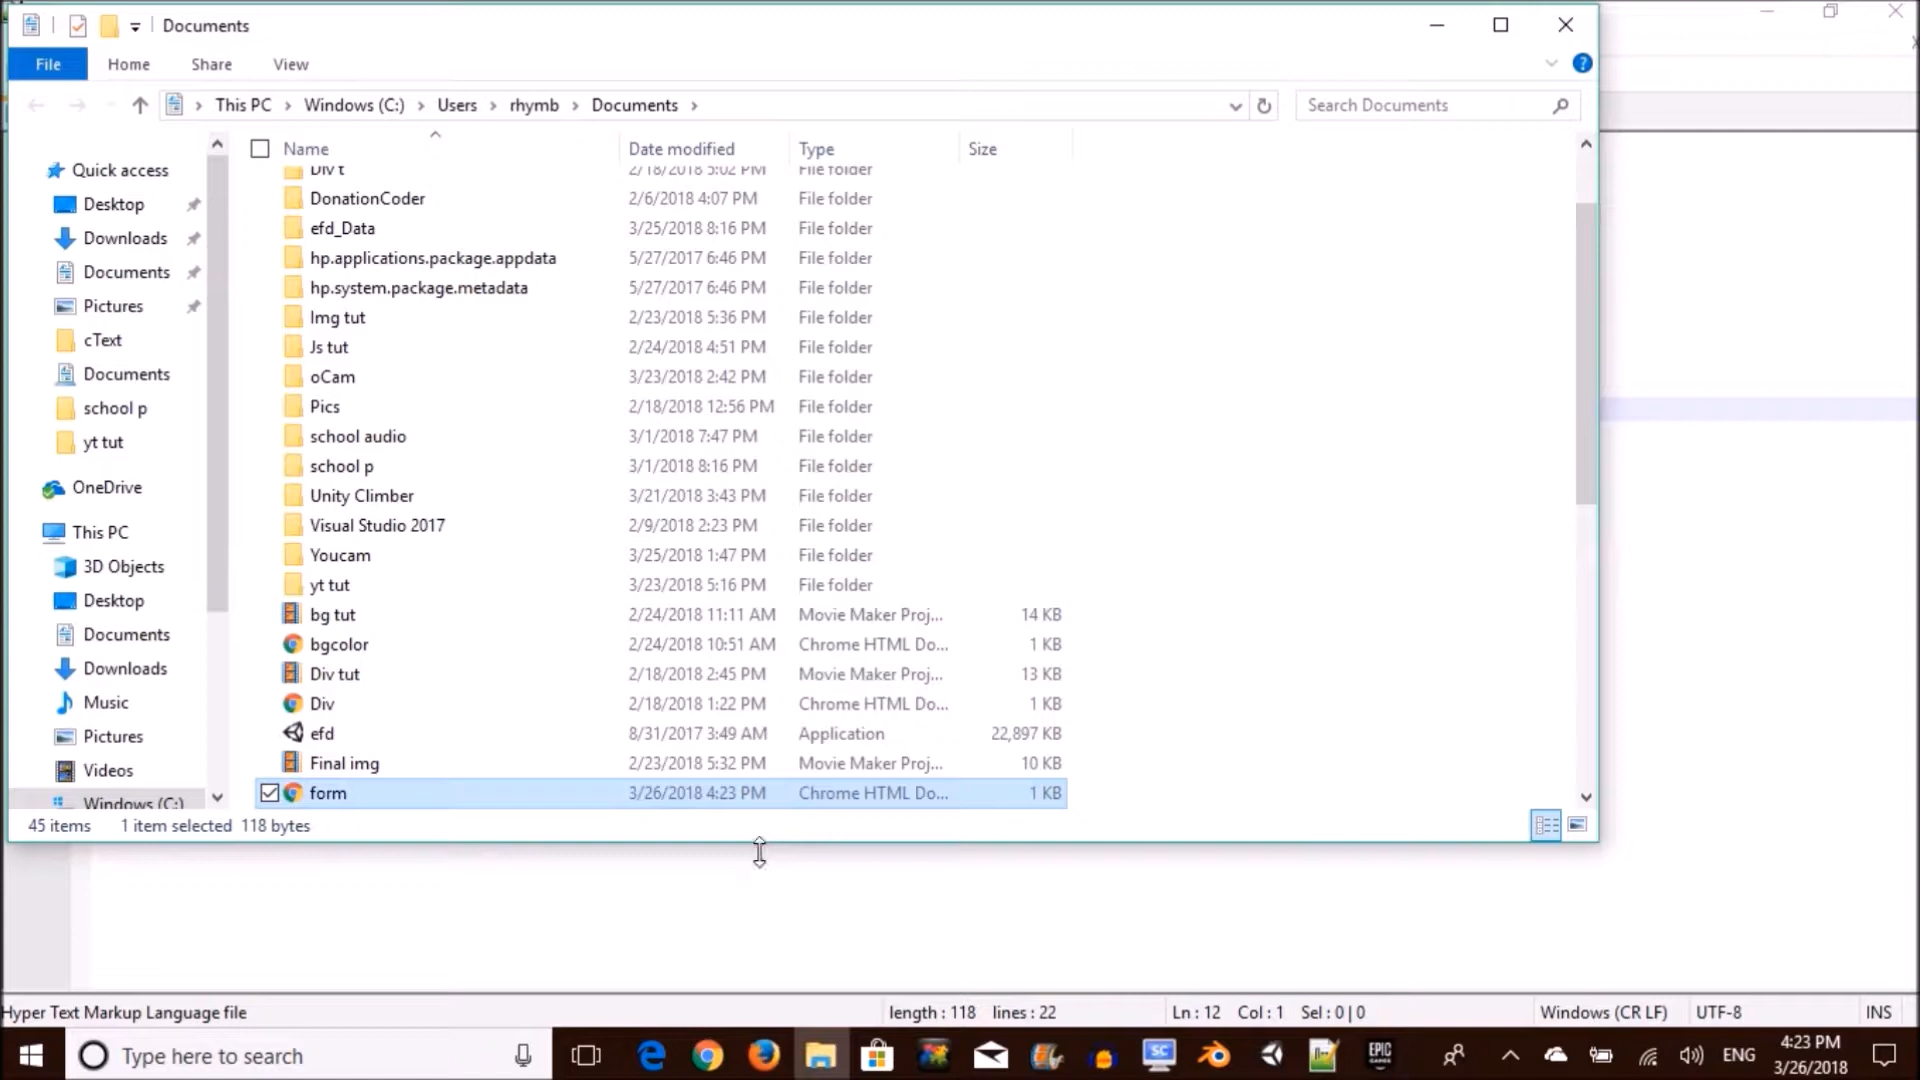 Documents
File Home Share View
This PC Windows (C:) Users rhymb Documents Search Documents
Name Date modified Type Size
Quick access
Desktop
Downloads
Documents
Pictures
cText
Documents
school p
yt tut
OneDrive
This PC
3D Objects
Desktop
Documents
Downloads
Music
Pictures
Videos
Windows (C:)
Div t 2/18/2018 5:02 PM File folder
DonationCoder 2/6/2018 4:07 PM File folder
efd_Data 3/25/2018 8:16 PM File folder
hp.applications.package.appdata 5/27/2017 6:46 PM File folder
hp.system.package.metadata 5/27/2017 6:46 PM File folder
Img tut 2/23/2018 5:36 PM File folder
Js tut 2/24/2018 4:51 PM File folder
oCam 3/23/2018 2:42 PM File folder
Pics 2/18/2018 12:56 PM File folder
school audio 3/1/2018 7:47 PM File folder
school p 3/1/2018 8:16 PM File folder
Unity Climber 3/21/2018 3:43 PM File folder
Visual Studio 2017 2/9/2018 2:23 PM File folder
Youcam 3/25/2018 1:47 PM File folder
yt tut 3/23/2018 5:16 PM File folder
bg tut 2/24/2018 11:11 AM Movie Maker Proj... 14 KB
bgcolor 2/24/2018 10:51 AM Chrome HTML Do... 1 KB
Div tut 2/18/2018 2:45 PM Movie Maker Proj... 13 KB
Div 2/18/2018 1:22 PM Chrome HTML Do... 1 KB
efd 8/31/2017 3:49 AM Application 22,897 KB
Final img 2/23/2018 5:32 PM Movie Maker Proj... 10 KB
form 3/26/2018 4:23 PM Chrome HTML Do... 1 KB
45 items 1 item selected 118 bytes
Hyper Text Markup Language file length : 118 lines : 22 Ln : 12 Col : 1 Sel : 0 | 0 Windows (CR LF) UTF-8 INS
Type here to search SC EPIC GAMES ENG 4:23 PM
3/26/2018